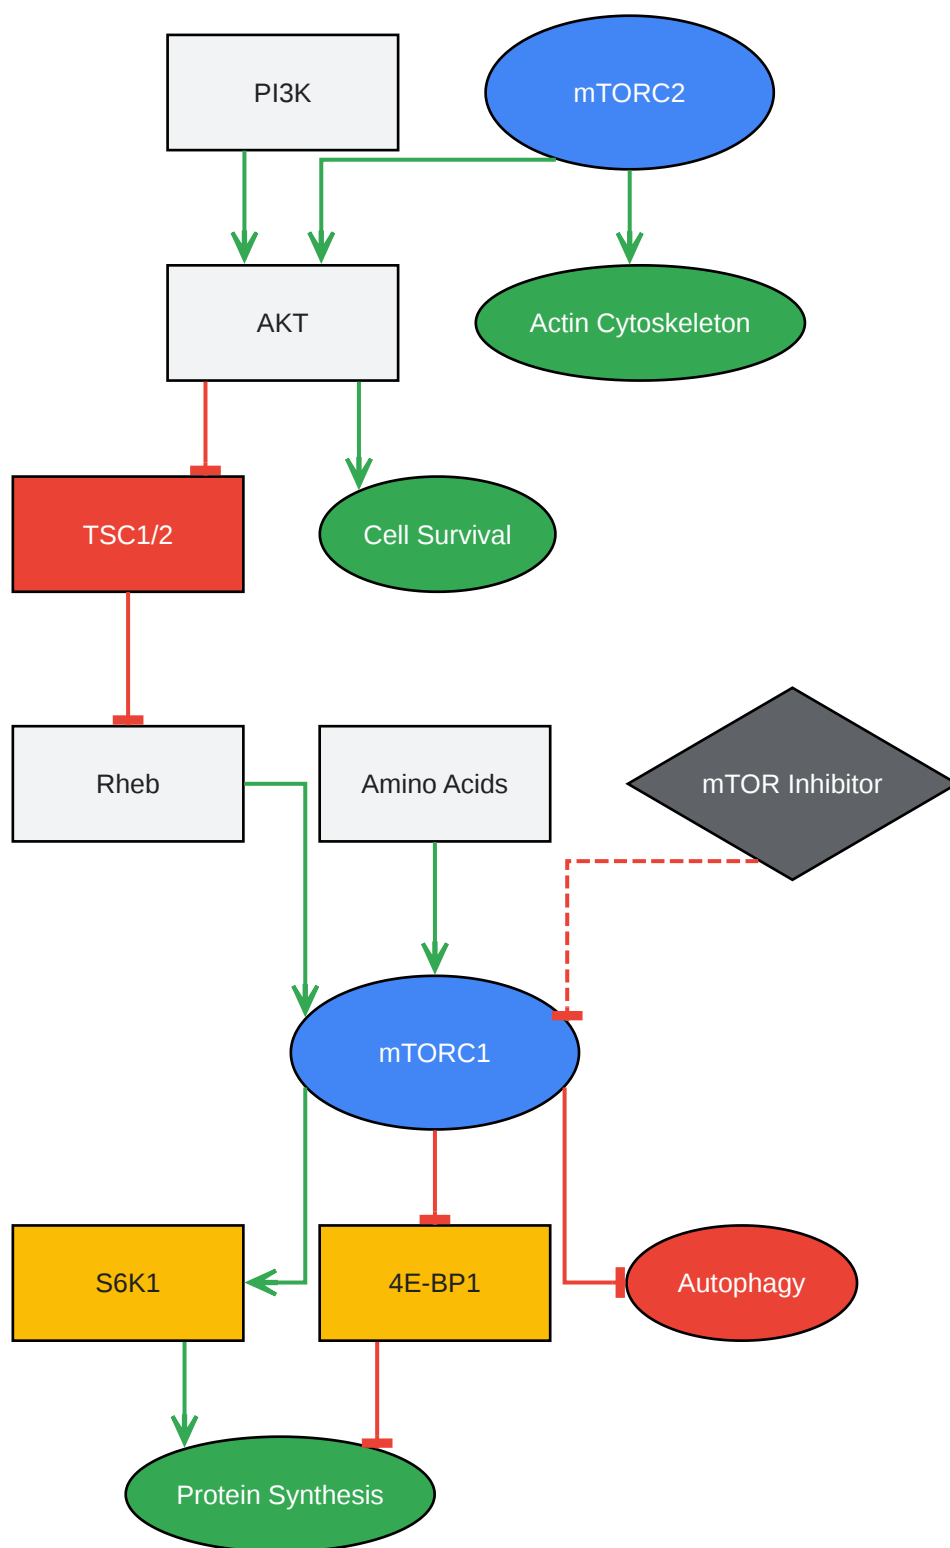 PI3K
mTORC2
AKT
Actin Cytoskeleton
TSC1/2
Cell Survival
Rheb
Amino Acids
mTOR Inhibitor
mTORC1
S6K1
4E-BP1
Autophagy
Protein Synthesis